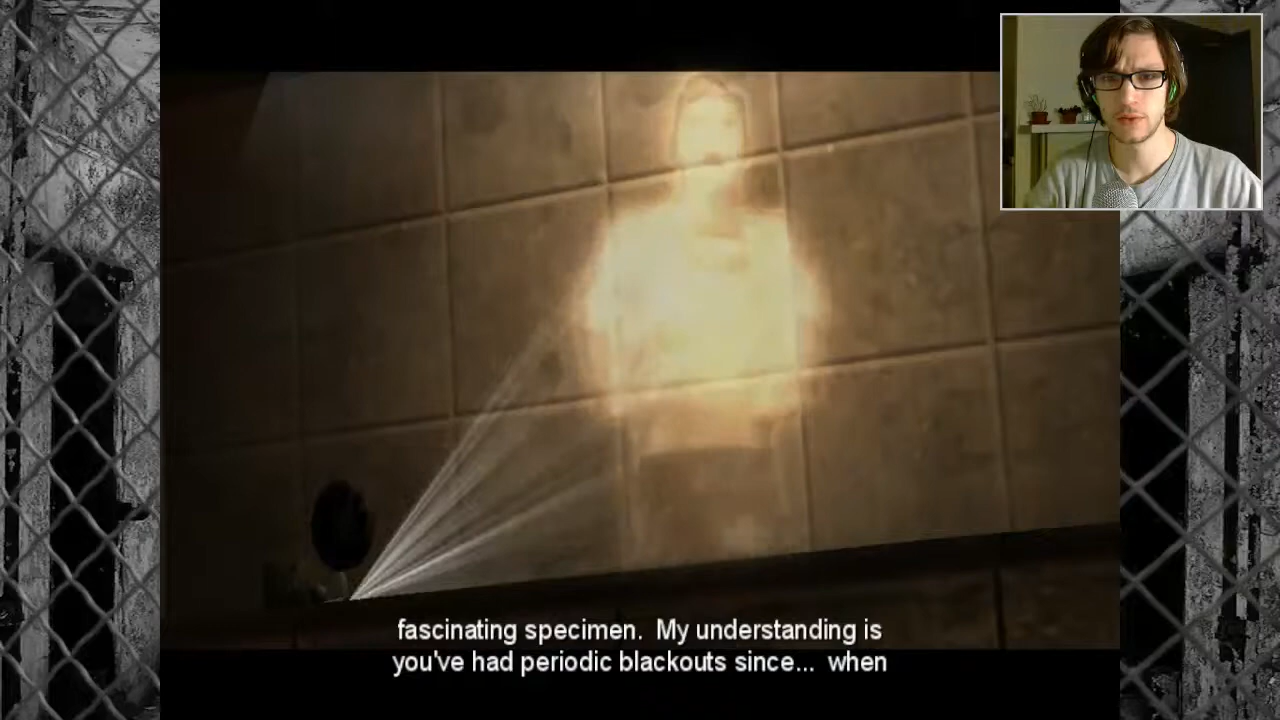 fascinating specimen.  My understanding is
you've had periodic blackouts since...  when